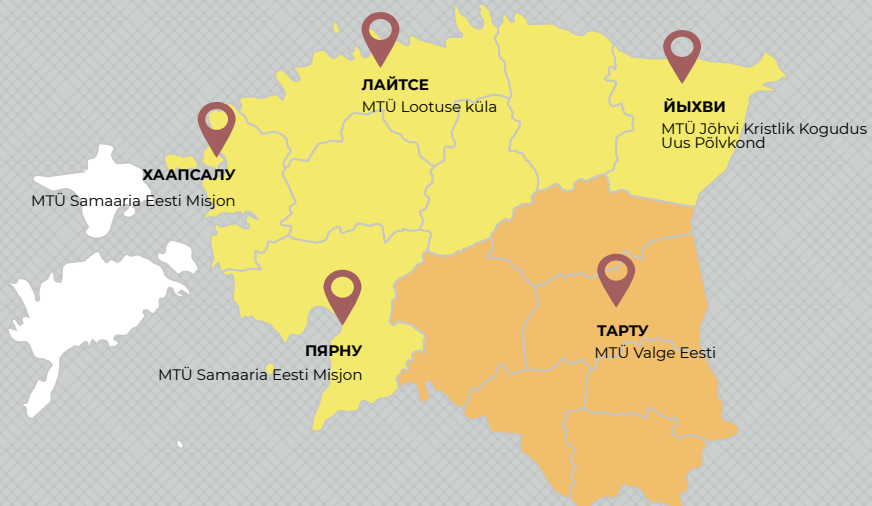 ЛАЙТСЕ
MTÜ Lootuse küla
ЙЫХВИ
MTÜ Jõhvi Kristlik Kogudus
Uus Põlvkond
ХААПСАЛУ
MTÜ Samaaria Eesti Misjon
ТАРТУ
MTÜ Valge Eesti
ПЯРНУ
MTÜ Samaaria Eesti Misjon